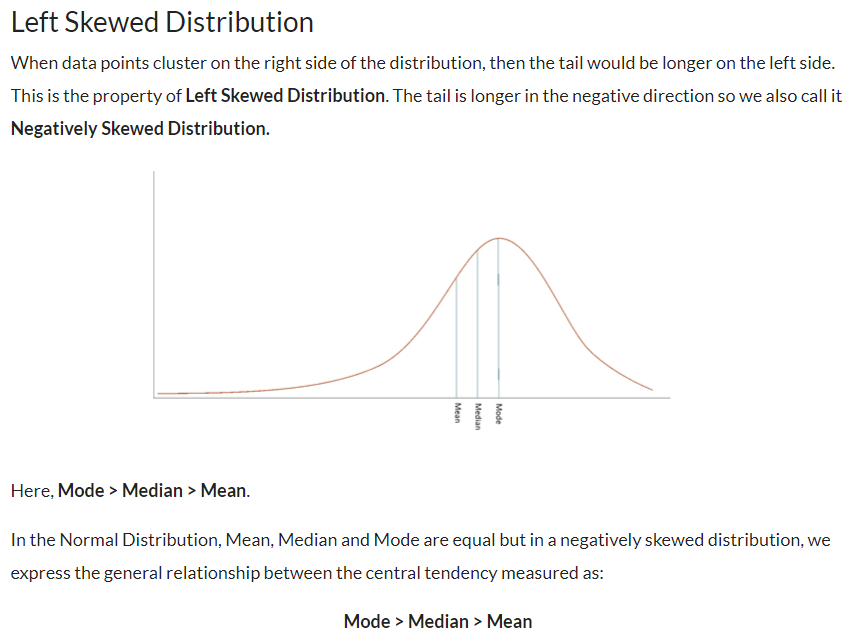 Left Skewed Distribution
When data points cluster on the right side of the distribution, then the tail would be longer on the left side.
This is the property of Left Skewed Distribution. The tail is longer in the negative direction so we also call it
Negatively Skewed Distribution.
Mean
Median
Mode
Here, Mode > Median > Mean.
In the Normal Distribution, Mean, Median and Mode are equal but in a negatively skewed distribution, we
express the general relationship between the central tendency measured as:
Mode > Median > Mean